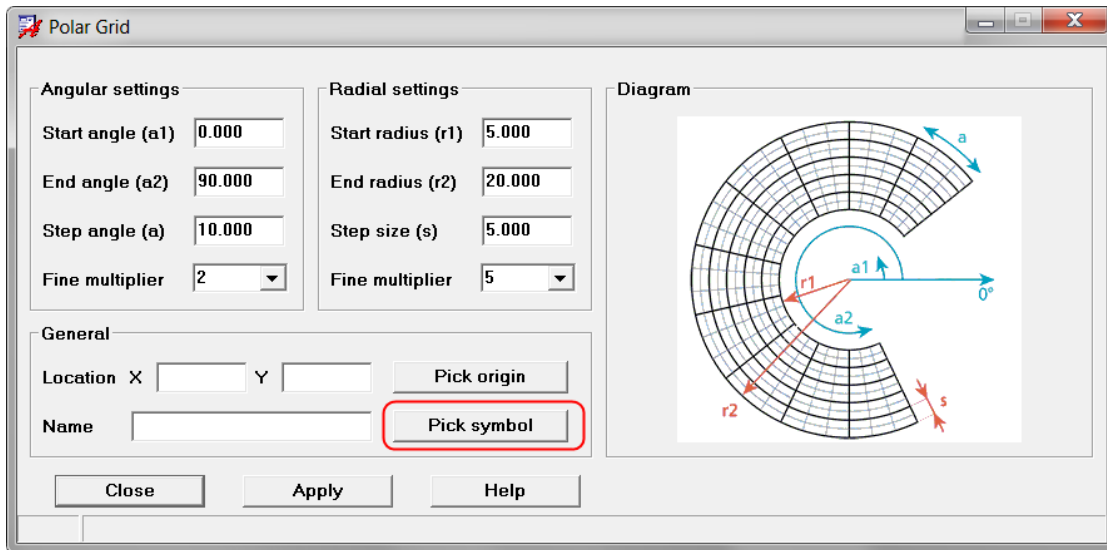 Polar Grid
Angular settings
Start angle (a1) 0.000
End angle (a2) 90.000
Step angle (a) 10.000
Fine multiplier 2
Radial settings
Start radius (r1) 5.000
End radius (r2) 20.000
Step size (s) 5.000
Fine multiplier 5
General
Location X Y Pick origin
Name Pick symbol
Diagram
a
a1
r1
0°
a2
r2
s
Close Apply Help